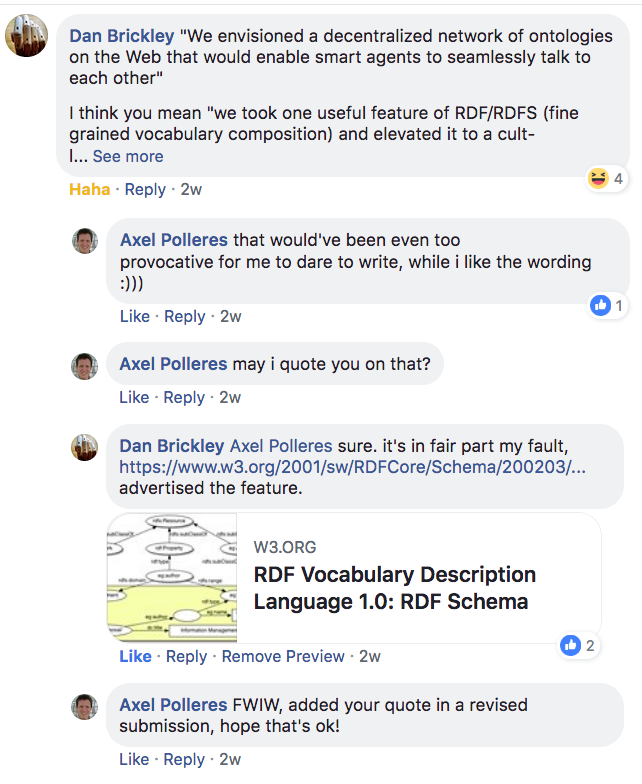 Dan Brickley "We envisioned a decentralized network of ontologies
on the Web that would enable smart agents to seamlessly talk to
each other"
I think you mean "we took one useful feature of RDF/RDFS (fine
grained vocabulary composition) and elevated it to a cult-
l... See more
4
Haha · Reply · 2w
Axel Polleres that would've been even too
provocative for me to dare to write, while i like the wording
:)))
1
Like · Reply · 2w
Axel Polleres may i quote you on that?
Like · Reply · 2w
Dan Brickley Axel Polleres sure. it's in fair part my fault,
https://www.w3.org/2001/sw/RDFCore/Schema/200203/...
advertised the feature.
rdfs:Resource
rdf:Property
eg:author
W3.ORG
RDF Vocabulary Description
Language 1.0: RDF Schema
2
Like · Reply · Remove Preview · 2w
Axel Polleres FWIW, added your quote in a revised
submission, hope that's ok!
Like · Reply · 2w